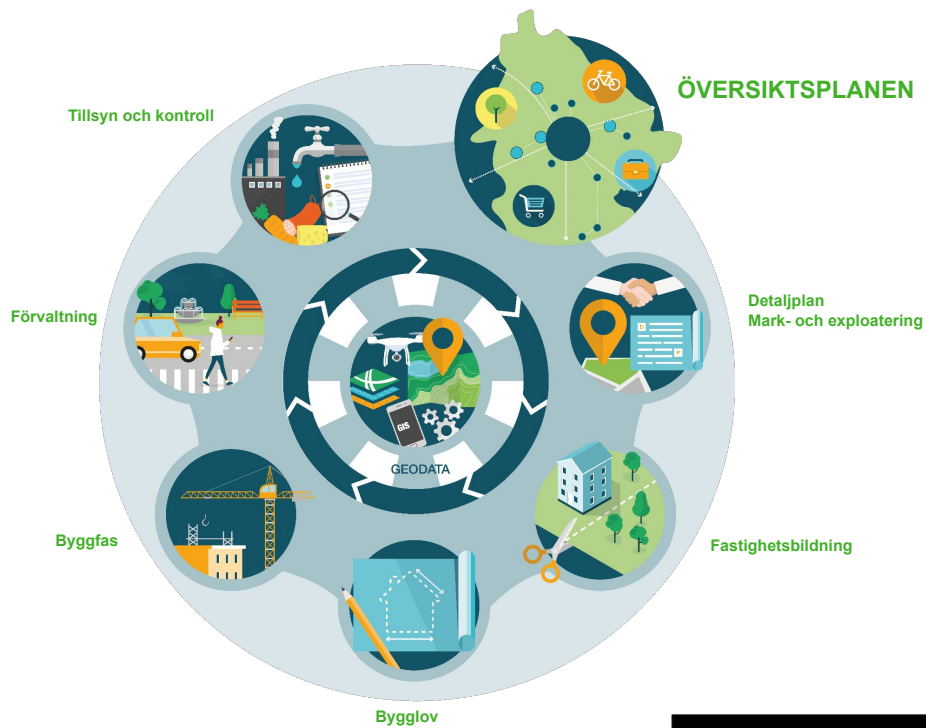 ÖVERSIKTSPLANEN
Tillsyn och kontroll
Detaljplan
Mark- och exploatering
Förvaltning
GIS
GEODATA
Byggfas
Fastighetsbildning
Bygglov
D
P